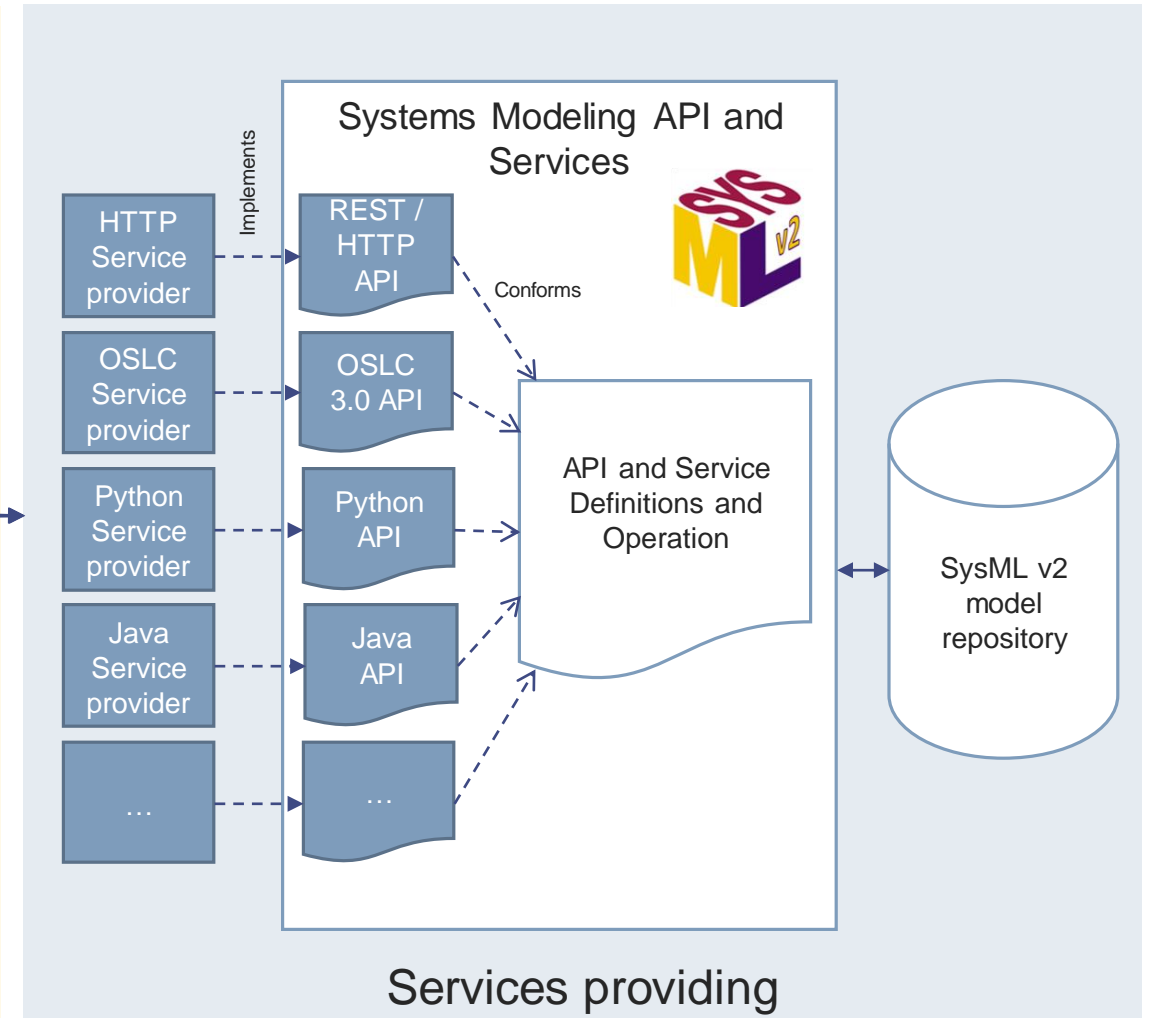 Systems Modeling API and
Services
SYS
ML
v2
Implements
HTTP
Service
provider
REST /
HTTP
API
Conforms
OSLC
Service
provider
OSLC
3.0 API
Python
Service
provider
Python
API
Java
Service
provider
Java
API
…
…
API and Service
Definitions and
Operation
SysML v2
model
repository
Services providing